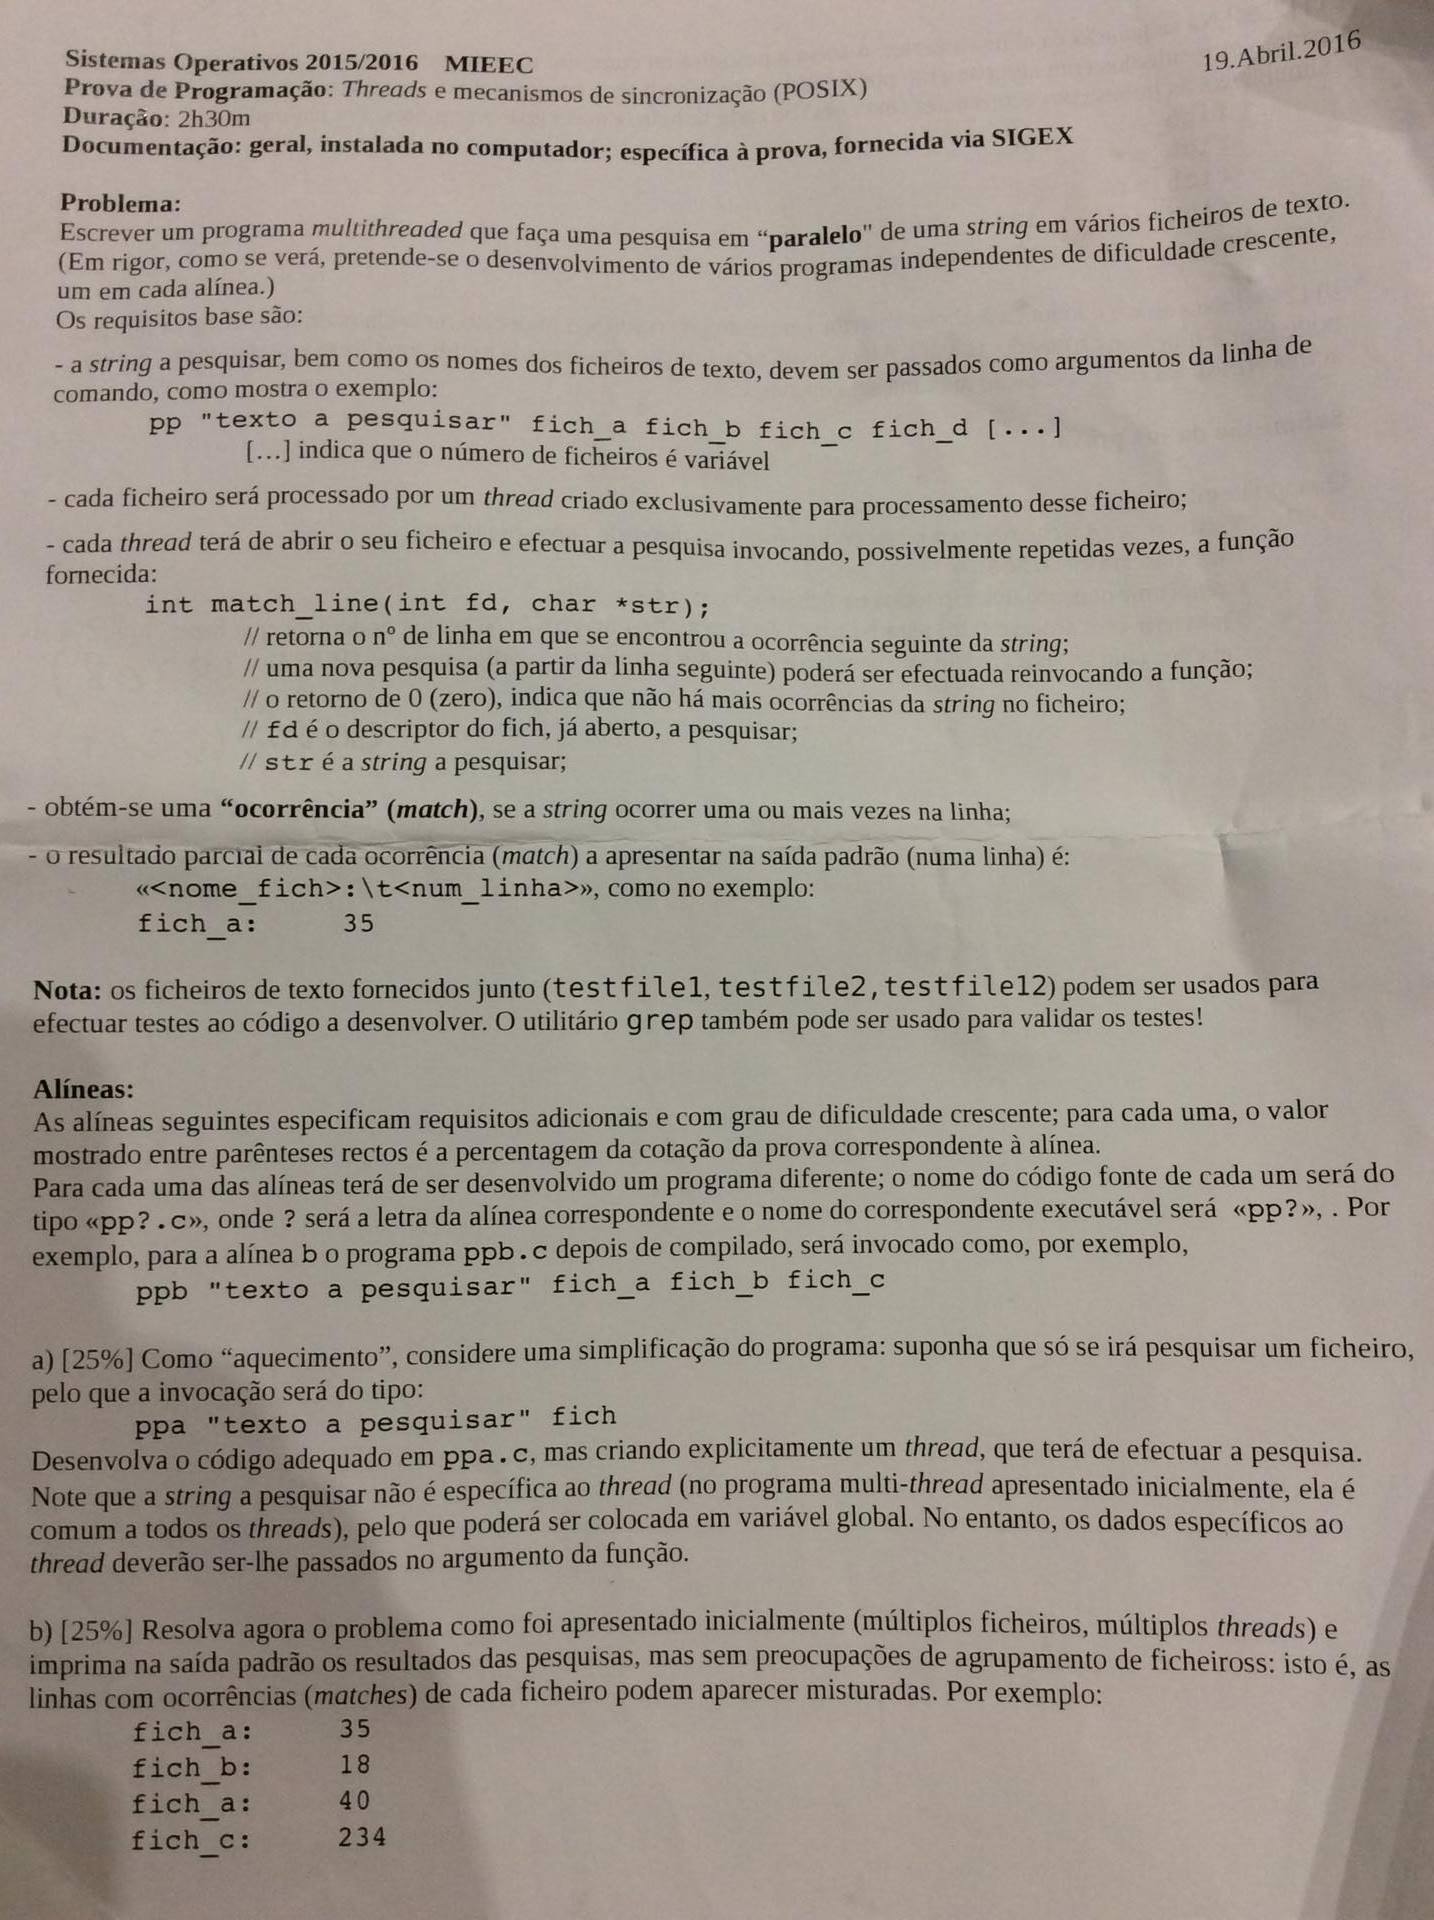 19.Abril.2016
Sistemas Operativos 2015/2016 MIEEC
Prova de Programação: Threads e mecanismos de sincronização (POSIX)
Duração: 2h30m
Documentação: geral, instalada no computador; específica à prova, fornecida via SIGEX
Problema:
Escrever um programa multithreaded que faça uma pesquisa em “paralelo" de uma string em vários ficheiros de texto.
(Em rigor, como se verá, pretende-se o desenvolvimento de vários programas independentes de dificuldade crescente,
um em cada alínea.)
Os requisitos base são:
- a string a pesquisar, bem como os nomes dos ficheiros de texto, devem ser passados como argumentos da linha de
comando, como mostra o exemplo:
pp "texto a pesquisar" fich_a fich_b fich_c fich_d [...]
[…] indica que o número de ficheiros é variável
- cada ficheiro será processado por um thread criado exclusivamente para processamento desse ficheiro;
- cada thread terá de abrir o seu ficheiro e efectuar a pesquisa invocando, possivelmente repetidas vezes, a função
fornecida:
int match_line(int fd, char *str);
// retorna o nº de linha em que se encontrou a ocorrência seguinte da string;
// uma nova pesquisa (a partir da linha seguinte) poderá ser efectuada reinvocando a função;
// o retorno de 0 (zero), indica que não há mais ocorrências da string no ficheiro;
// fd é o descriptor do fich, já aberto, a pesquisar;
// str é a string a pesquisar;
- obtém-se uma “ocorrência” (match), se a string ocorrer uma ou mais vezes na linha;
- o resultado parcial de cada ocorrência (match) a apresentar na saída padrão (numa linha) é:
«<nome_fich>:\t<num_linha>», como no exemplo:
fich_a: 35
Nota: os ficheiros de texto fornecidos junto (testfile1, testfile2, testfile12) podem ser usados para
efectuar testes ao código a desenvolver. O utilitário grep também pode ser usado para validar os testes!
Alíneas:
As alíneas seguintes especificam requisitos adicionais e com grau de dificuldade crescente; para cada uma, o valor
mostrado entre parênteses rectos é a percentagem da cotação da prova correspondente à alínea.
Para cada uma das alíneas terá de ser desenvolvido um programa diferente; o nome do código fonte de cada um será do
tipo «pp?.c», onde ? será a letra da alínea correspondente e o nome do correspondente executável será «pp?», . Por
exemplo, para a alínea b o programa ppb.c depois de compilado, será invocado como, por exemplo,
ppb "texto a pesquisar" fich_a fich_b fich_c
a) [25%] Como “aquecimento”, considere uma simplificação do programa: suponha que só se irá pesquisar um ficheiro,
pelo que a invocação será do tipo:
ppa "texto a pesquisar" fich
Desenvolva o código adequado em ppa.c, mas criando explicitamente um thread, que terá de efectuar a pesquisa.
Note que a string a pesquisar não é específica ao thread (no programa multi-thread apresentado inicialmente, ela é
comum a todos os threads), pelo que poderá ser colocada em variável global. No entanto, os dados específicos ao
thread deverão ser-lhe passados no argumento da função.
b) [25%] Resolva agora o problema como foi apresentado inicialmente (múltiplos ficheiros, múltiplos threads) e
imprima na saída padrão os resultados das pesquisas, mas sem preocupações de agrupamento de ficheiross: isto é, as
linhas com ocorrências (matches) de cada ficheiro podem aparecer misturadas. Por exemplo:
fich_a: 35
fich_b: 18
fich_a: 40
fich_c: 234